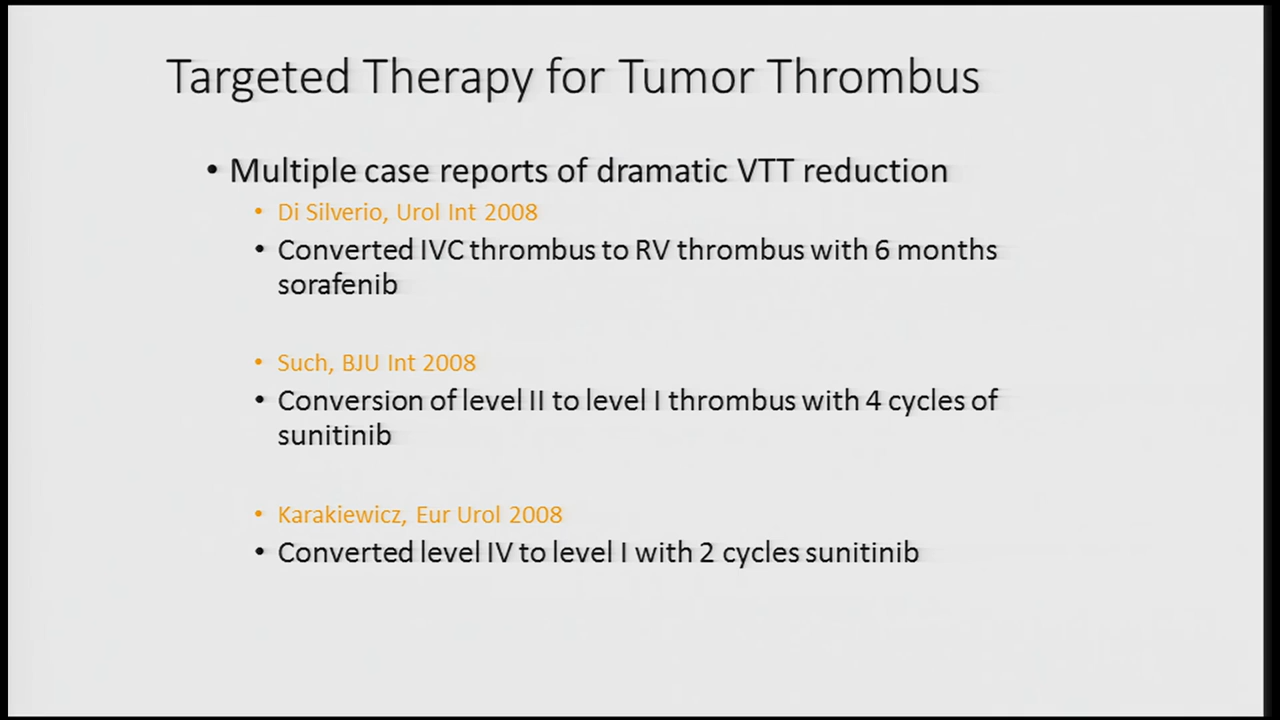 Targeted Therapy for Tumor Thrombus
• Multiple case reports of dramatic VTT reduction
• Di Silverio, Urol Int 2008
• Converted IVC thrombus to RV thrombus with 6 months
sorafenib
• Such, BJU Int 2008
• Conversion of level II to level I thrombus with 4 cycles of
sunitinib
• Karakiewicz, Eur Urol 2008
• Converted level IV to level I with 2 cycles sunitinib